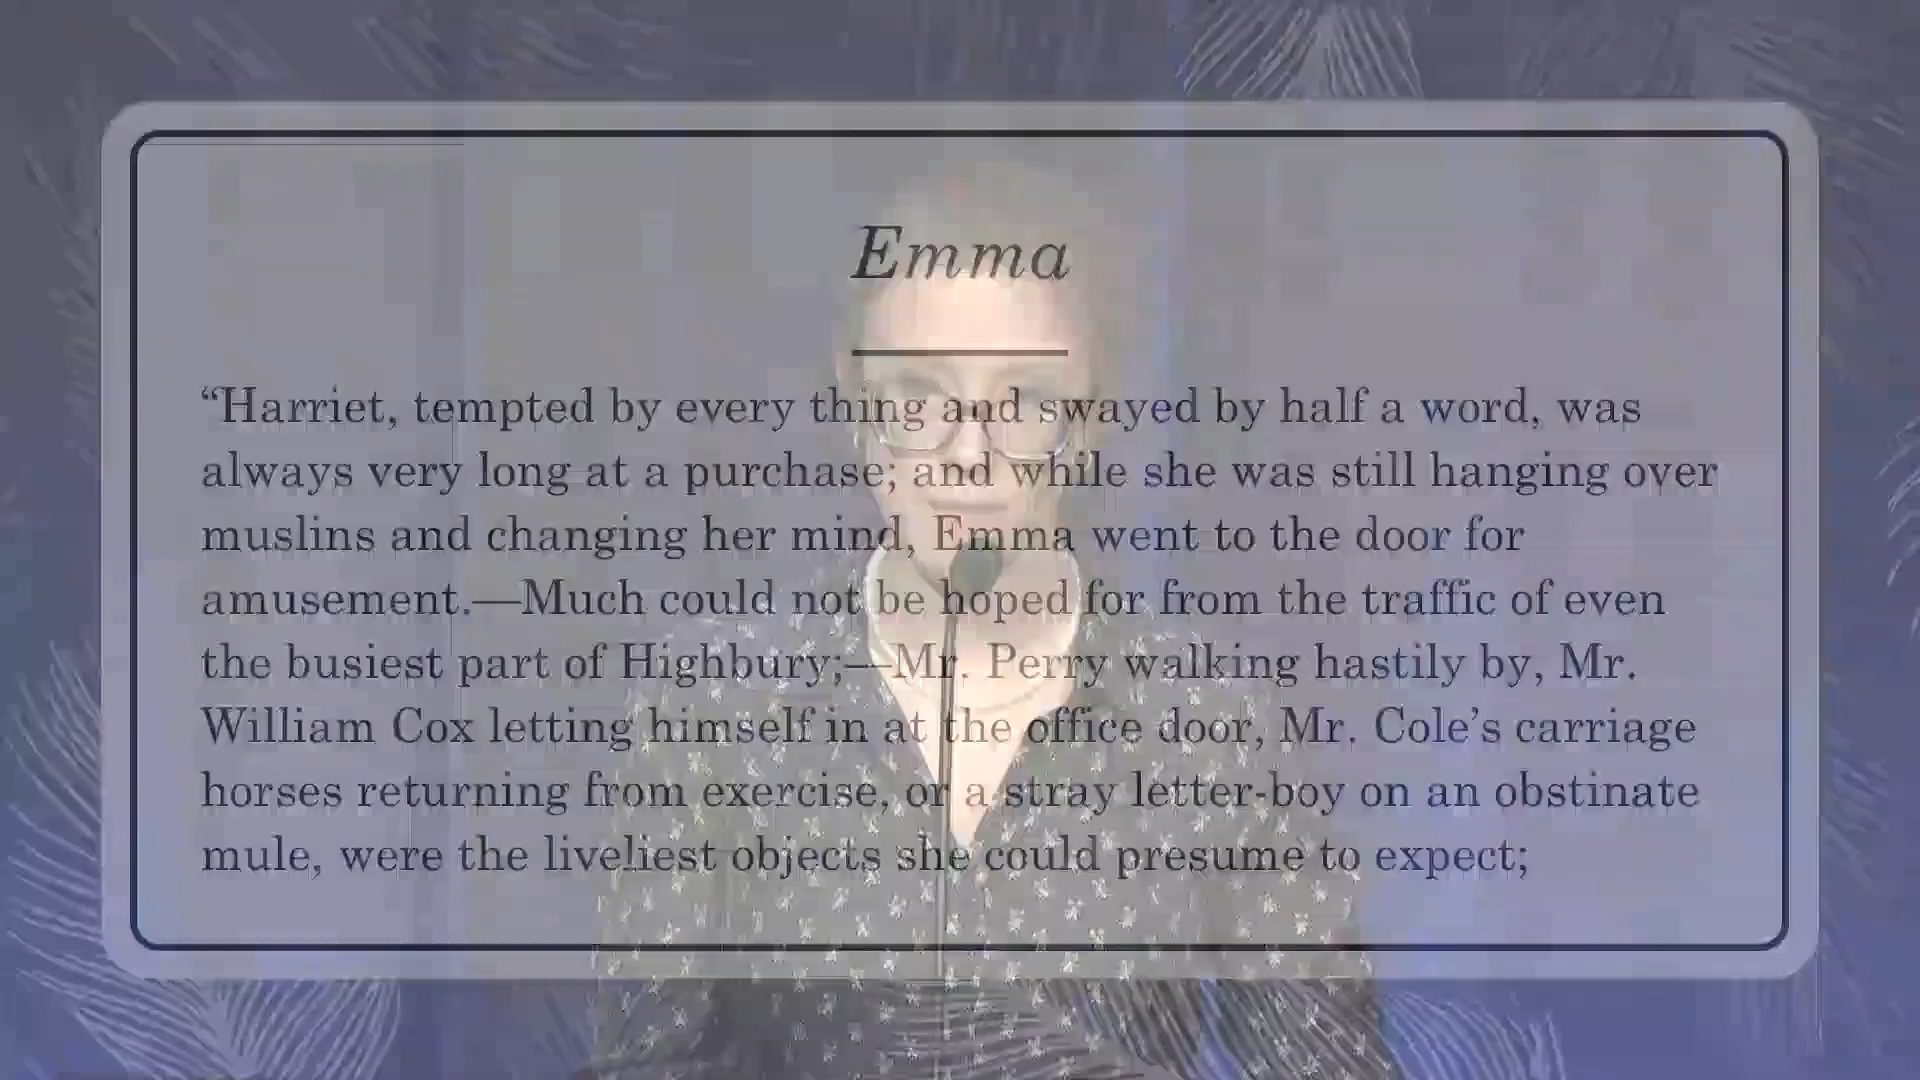 Emma
“Harriet, tempted by every thing and swayed by half a word, was
always very long at a purchase; and while she was still hanging over
muslins and changing her mind, Emma went to the door for
amusement.—Much could not be hoped for from the traffic of even
the busiest part of Highbury;—Mr. Perry walking hastily by, Mr.
William Cox letting himself in at the office door, Mr. Cole’s carriage
horses returning from exercise, or a stray letter-boy on an obstinate
mule, were the liveliest objects she could presume to expect;